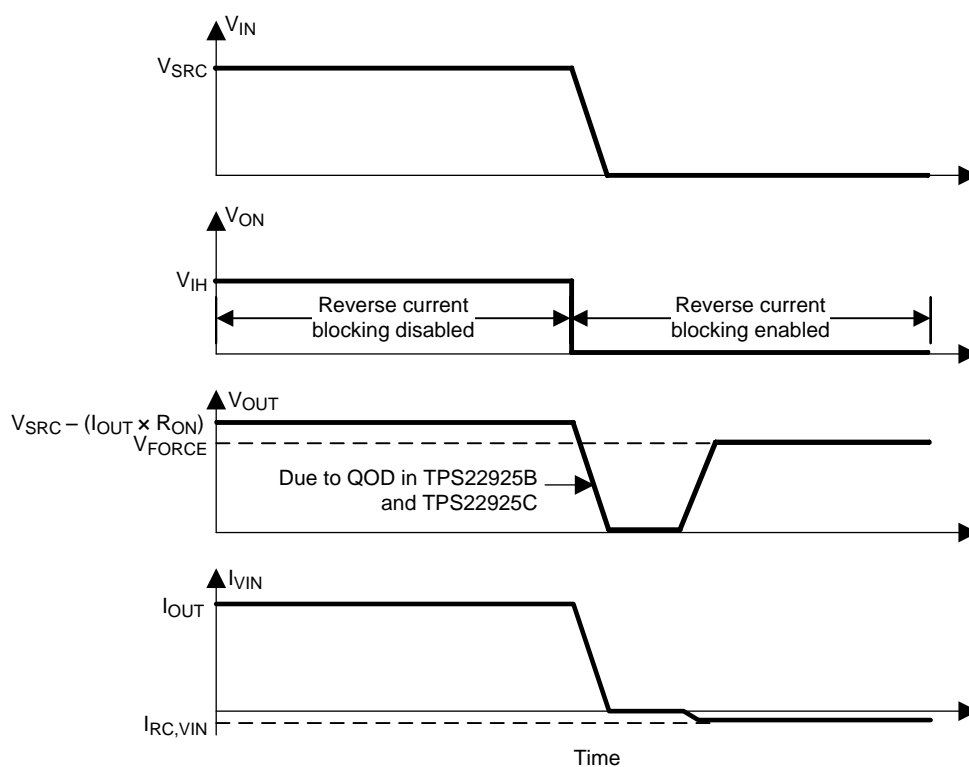 VIN
VSRC
VON
VIH
Reverse current
blocking disabled
Reverse current
blocking enabled
VOUT
VSRC – (IOUT × RON)
VFORCE
Due to QOD in TPS22925B
and TPS22925C
IVIN
IOUT
IRC,VIN
Time